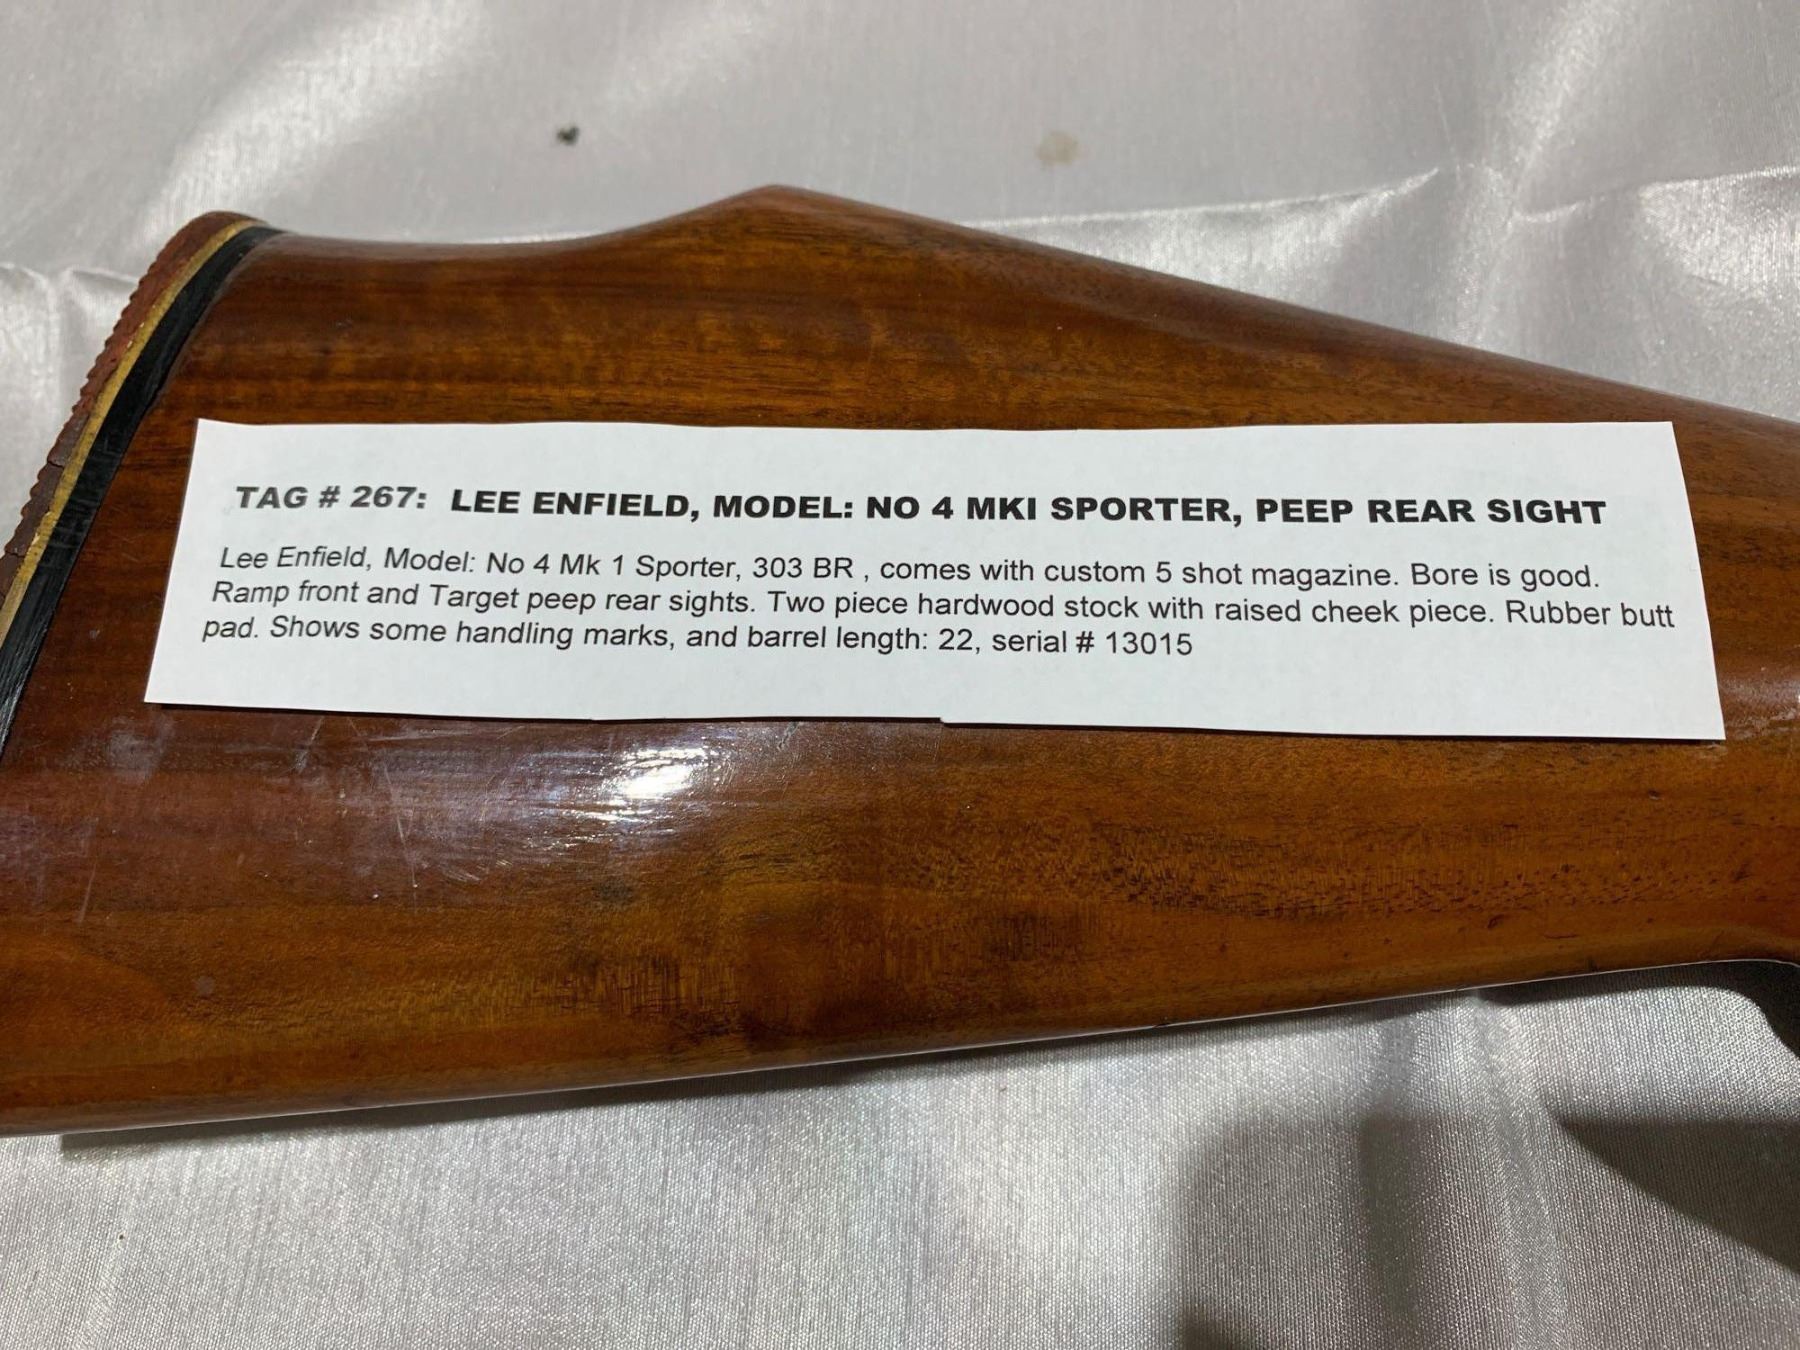 TAG # 267: LEE ENFIELD, MODEL: NO 4 MKI SPORTER, PEEP REAR SIGHT
Lee Enfield, Model: No 4 Mk 1 Sporter, 303 BR , comes with custom 5 shot magazine. Bore is good.
Ramp front and Target peep rear sights. Two piece hardwood stock with raised cheek piece. Rubber butt
pad. Shows some handling marks, and barrel length: 22, serial # 13015